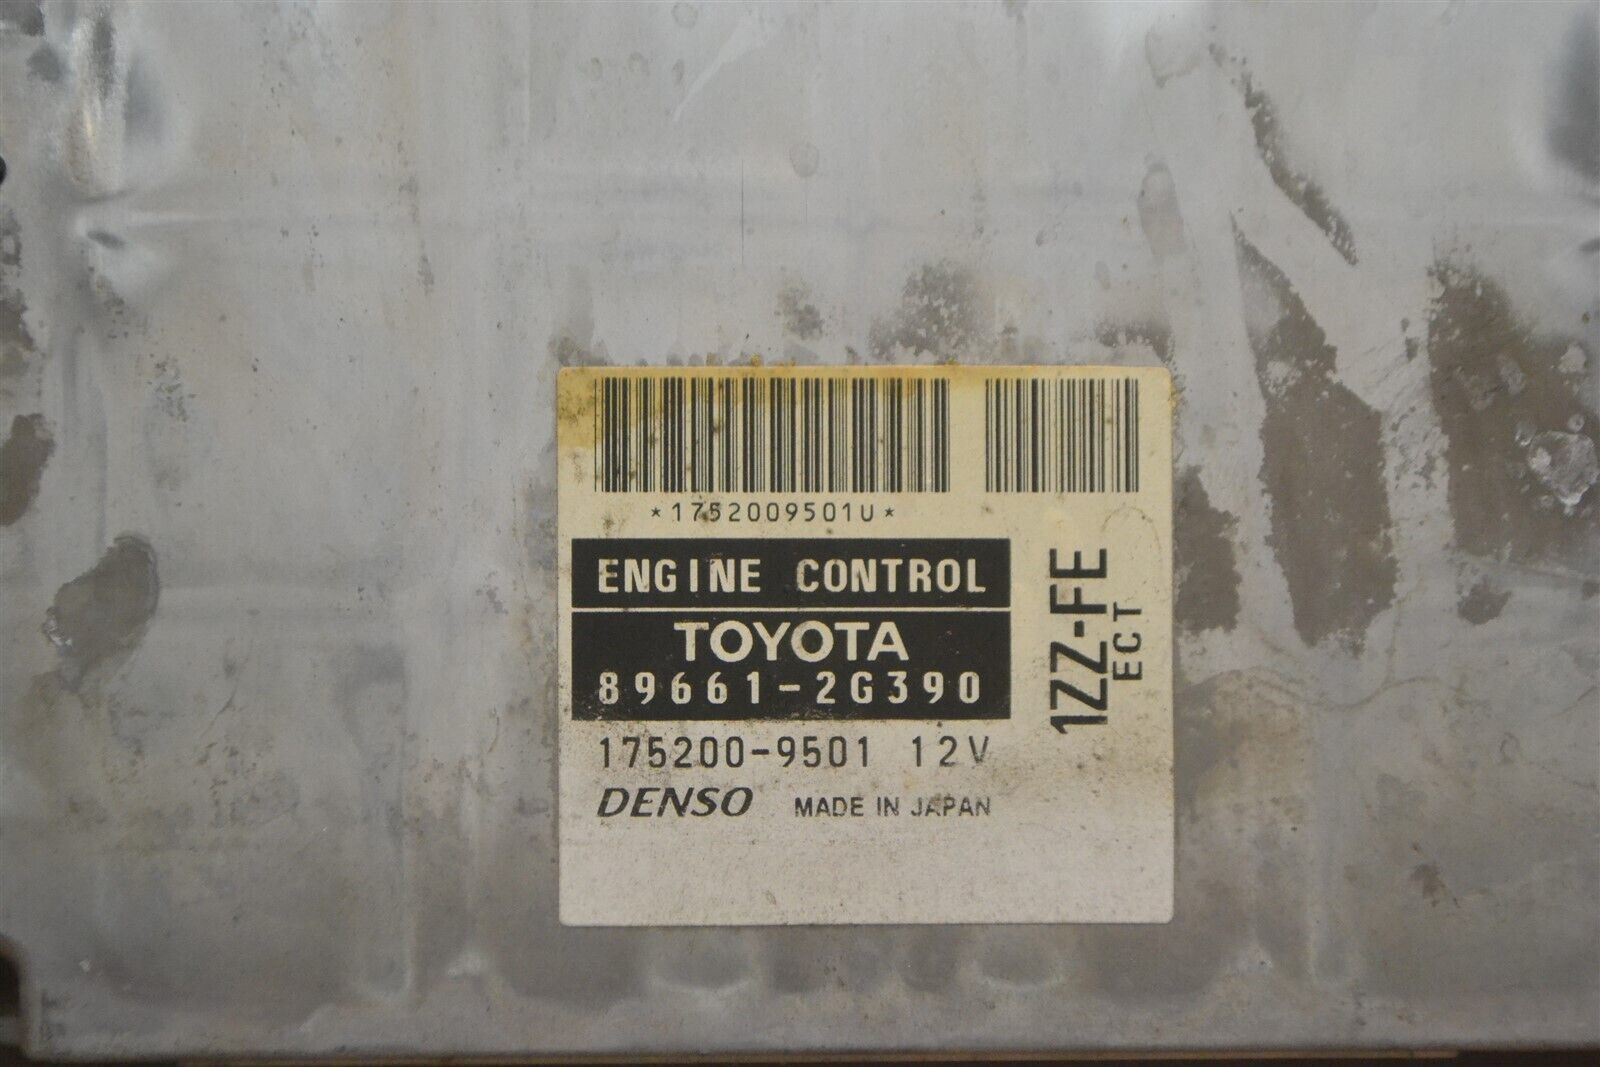 *1752009501U*
ENGINE CONTROL
TOYOTA
89661-2G390
175200-9501 12V
DENSO MADE IN JAPAN
1ZZ-FE
ECT